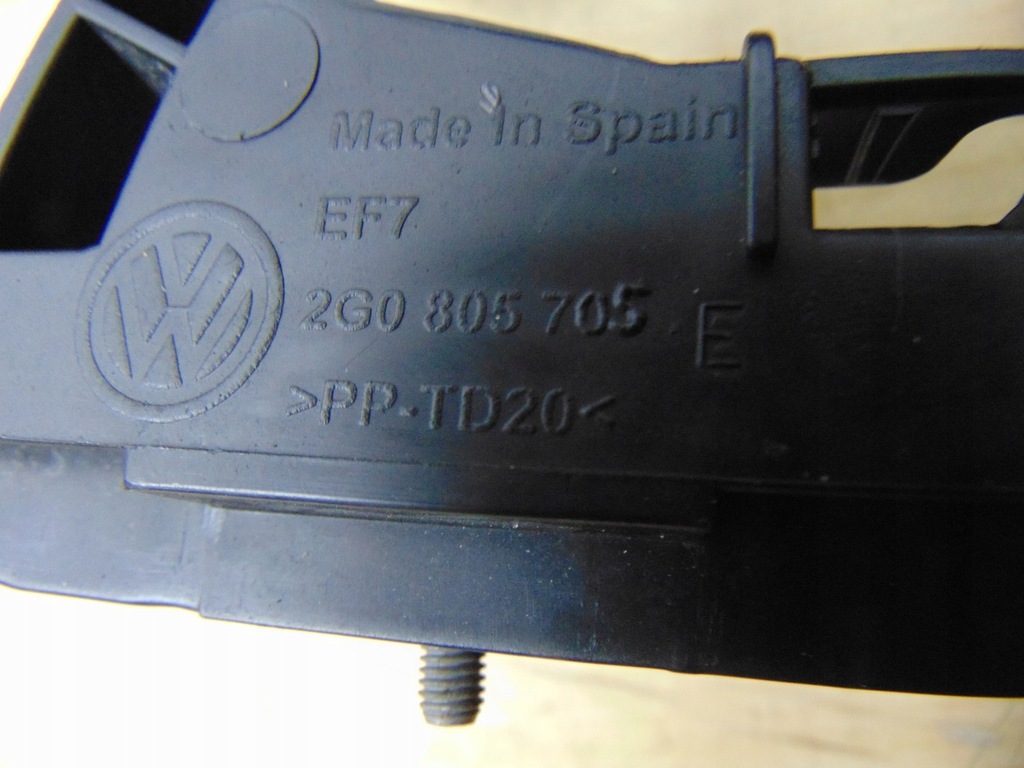 Made In Spain
EF7
2G0 805 705 E
>PP-TD20<